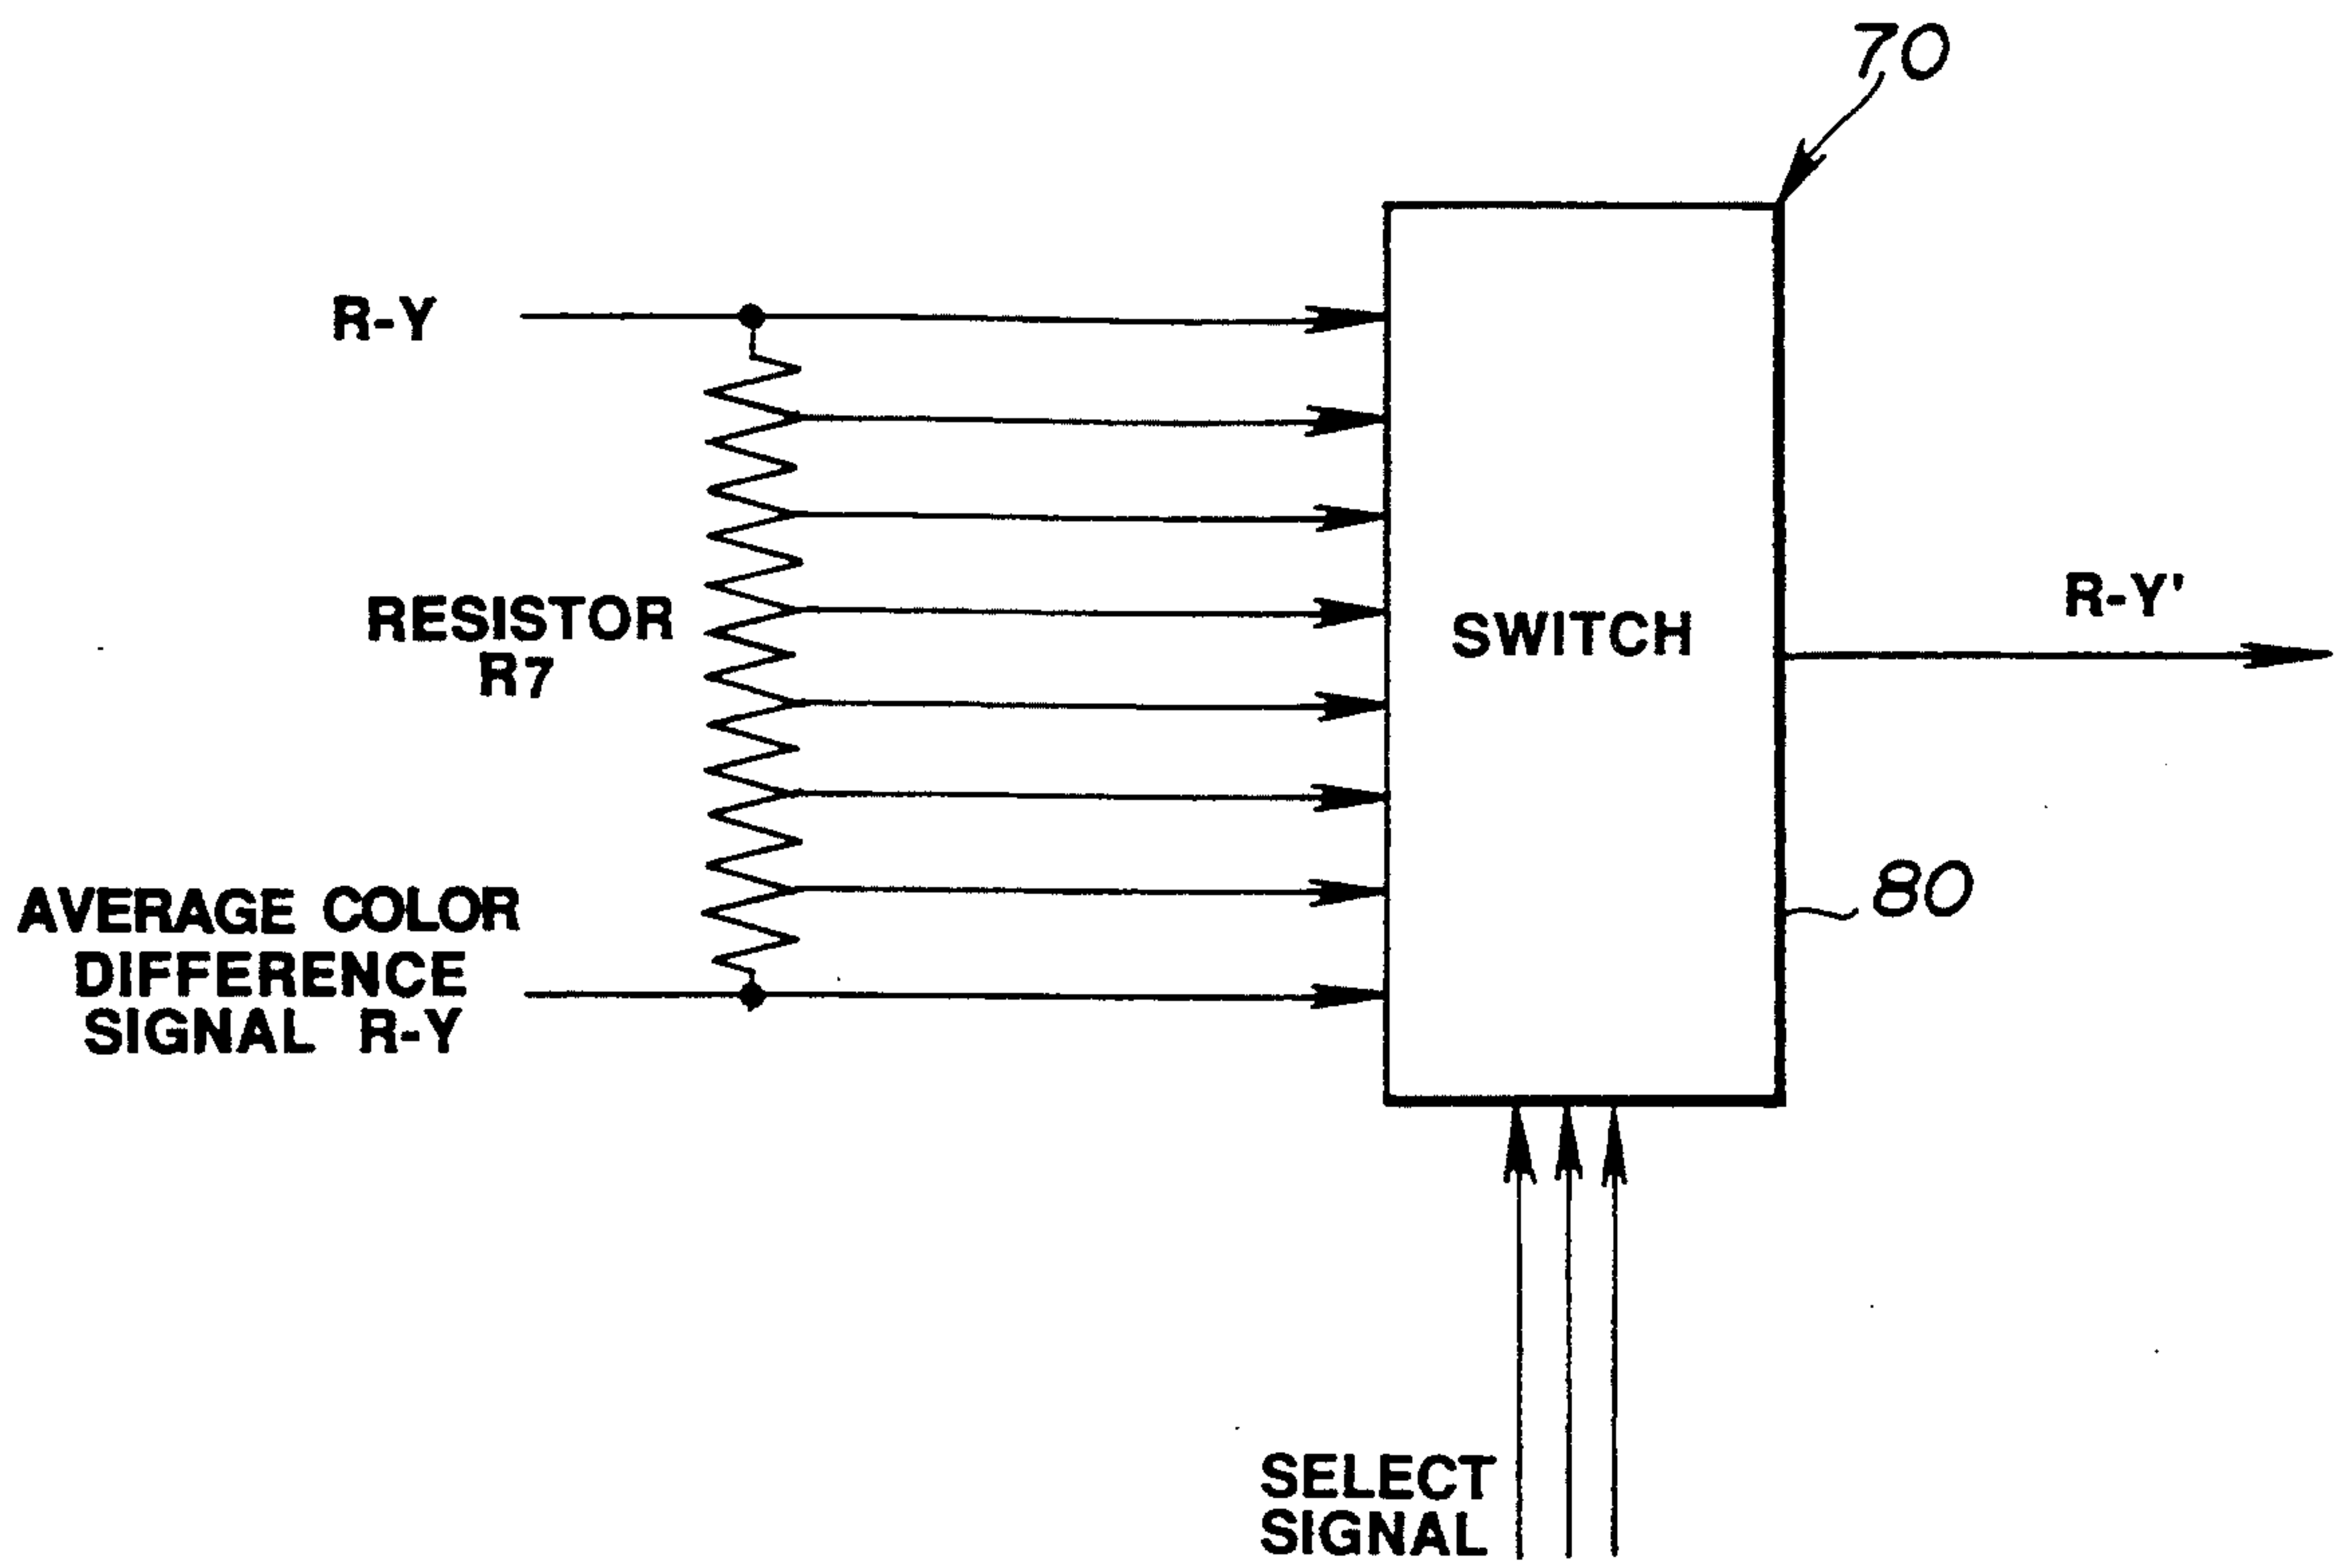 70
R-Y
RESISTOR
R7
SWITCH
R-Y'
80
AVERAGE COLOR
DIFFERENCE
SIGNAL R-Y
SELECT
SIGNAL